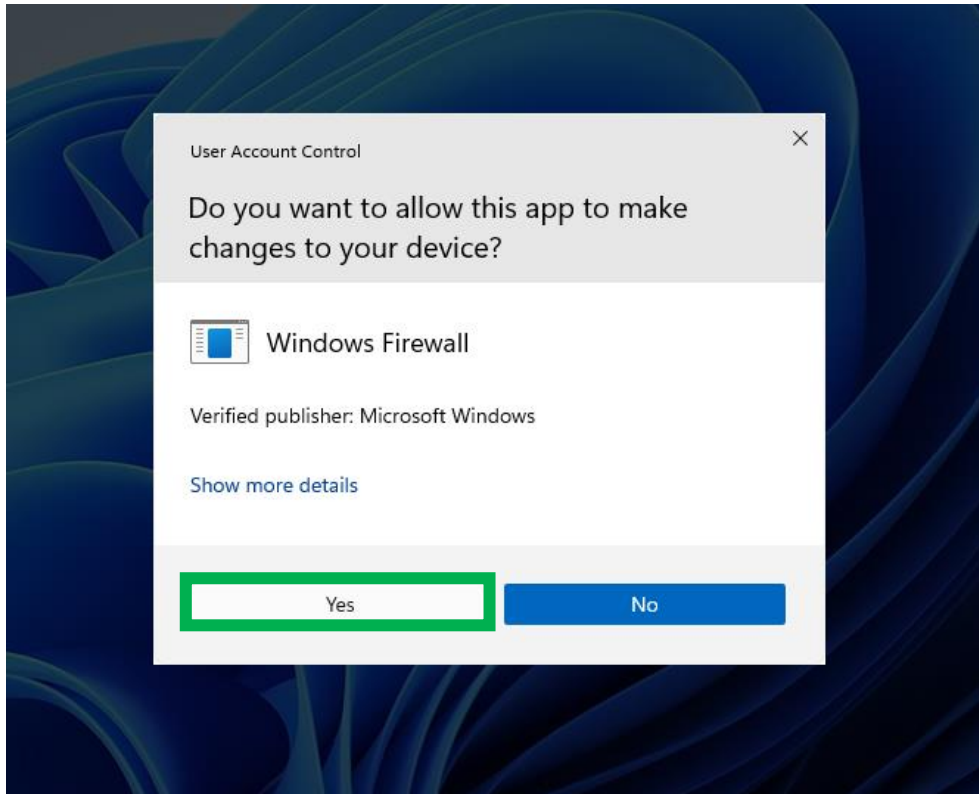 User Account Control
Do you want to allow this app to make
changes to your device?
Windows Firewall
Verified publisher: Microsoft Windows
Show more details
Yes
No